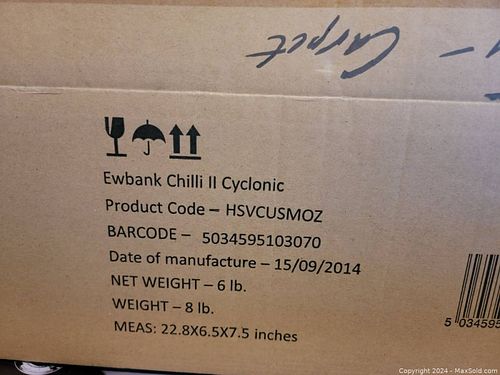 - Carpet
Ewbank Chilli II Cyclonic
Product Code – HSVCUSMOZ
BARCODE – 5034595103070
Date of manufacture – 15/09/2014
NET WEIGHT – 6 lb.
WEIGHT – 8 lb.
MEAS: 22.8X6.5X7.5 inches
5 034595
Copyright 2024 - MaxSold.com